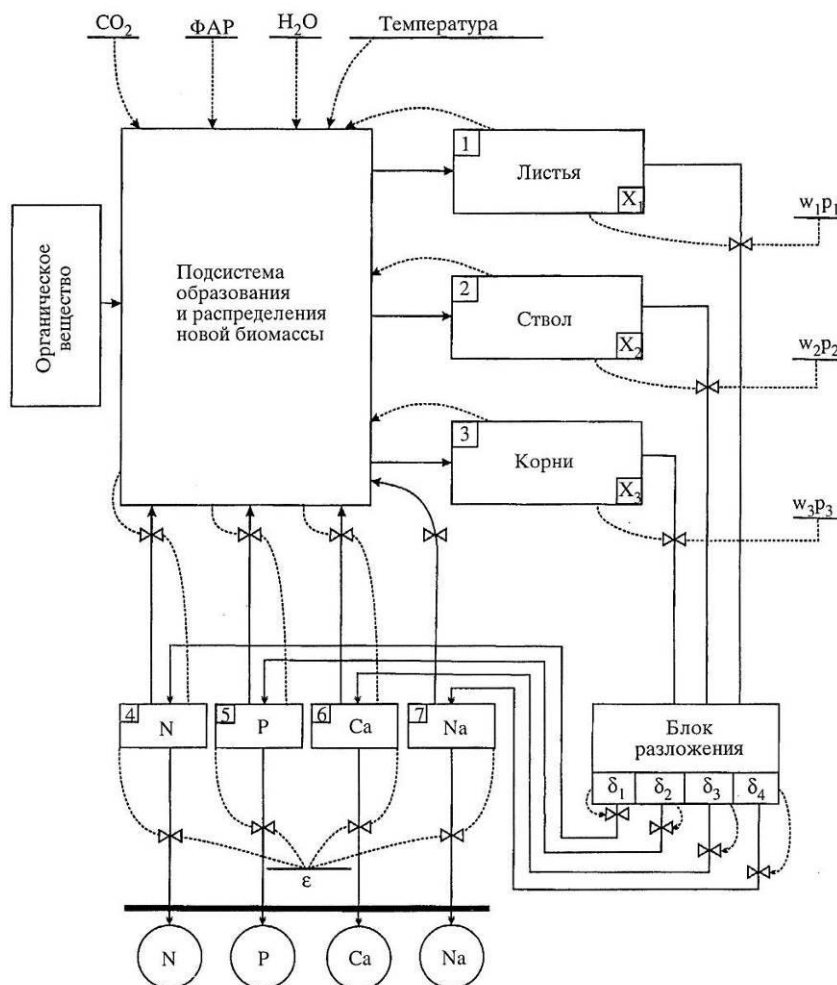 CO₂
ФАР
H₂O
Температура
1
Листья
X₁
w₁p₁
Органическое
вещество
Подсистема
образования
и распределения
новой биомассы
2
Ствол
X₂
w₂p₂
3
Корни
X₃
w₃p₃
4
N
5
P
6
Ca
7
Na
Блок
разложения
δ₁
δ₂
δ₃
δ₄
ε
N
P
Ca
Na